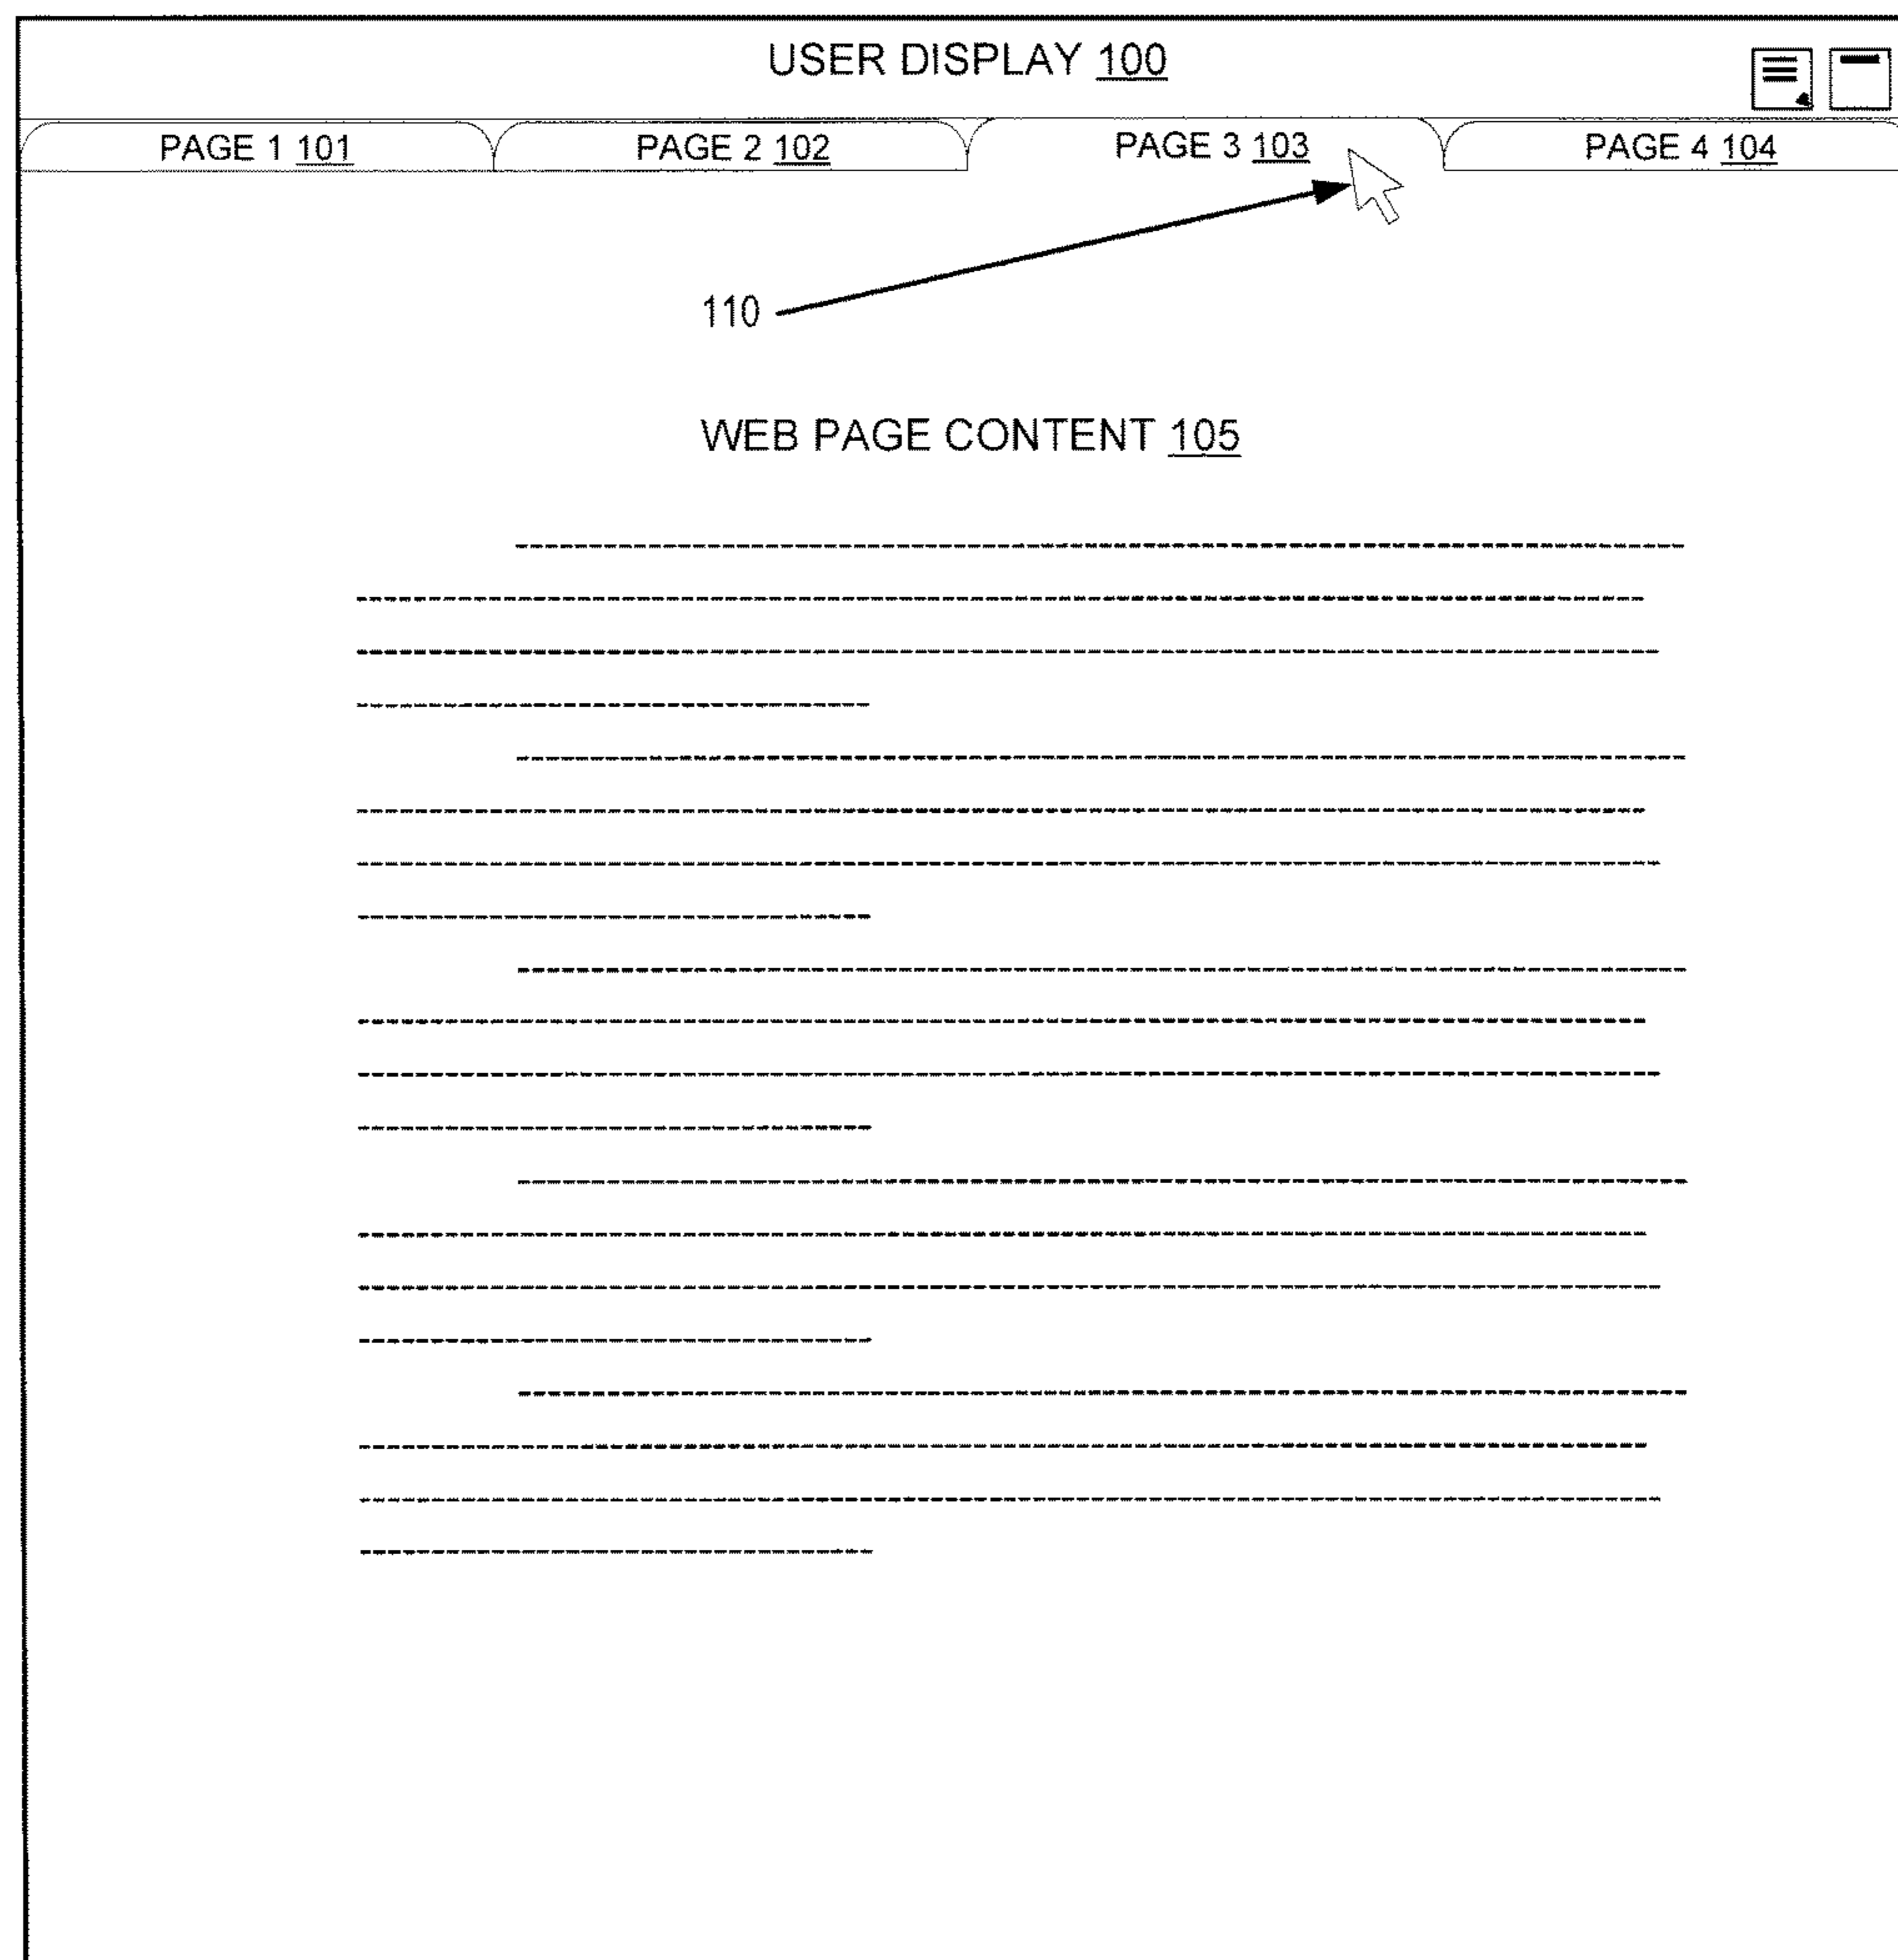 USER DISPLAY 100
PAGE 1 101
PAGE 2 102
PAGE 3 103
PAGE 4 104
110
WEB PAGE CONTENT 105